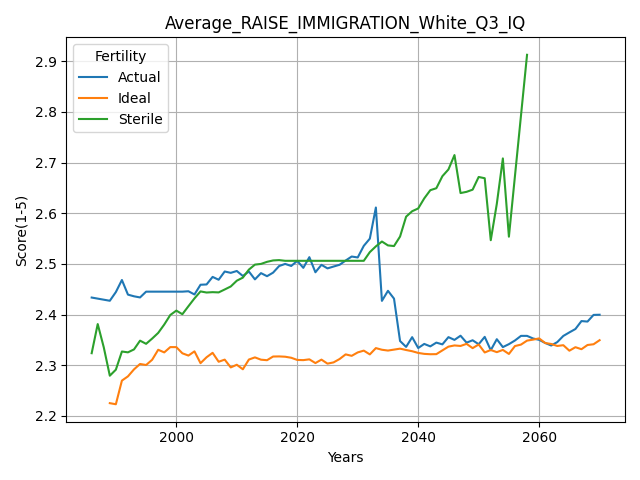 Average_RAISE_IMMIGRATION_White_Q3_IQ
Fertility
Actual
Ideal
Sterile
Score(1-5)
2.9
2.8
2.7
2.6
2.5
2.4
2.3
2.2
2000
2020
2040
2060
Years